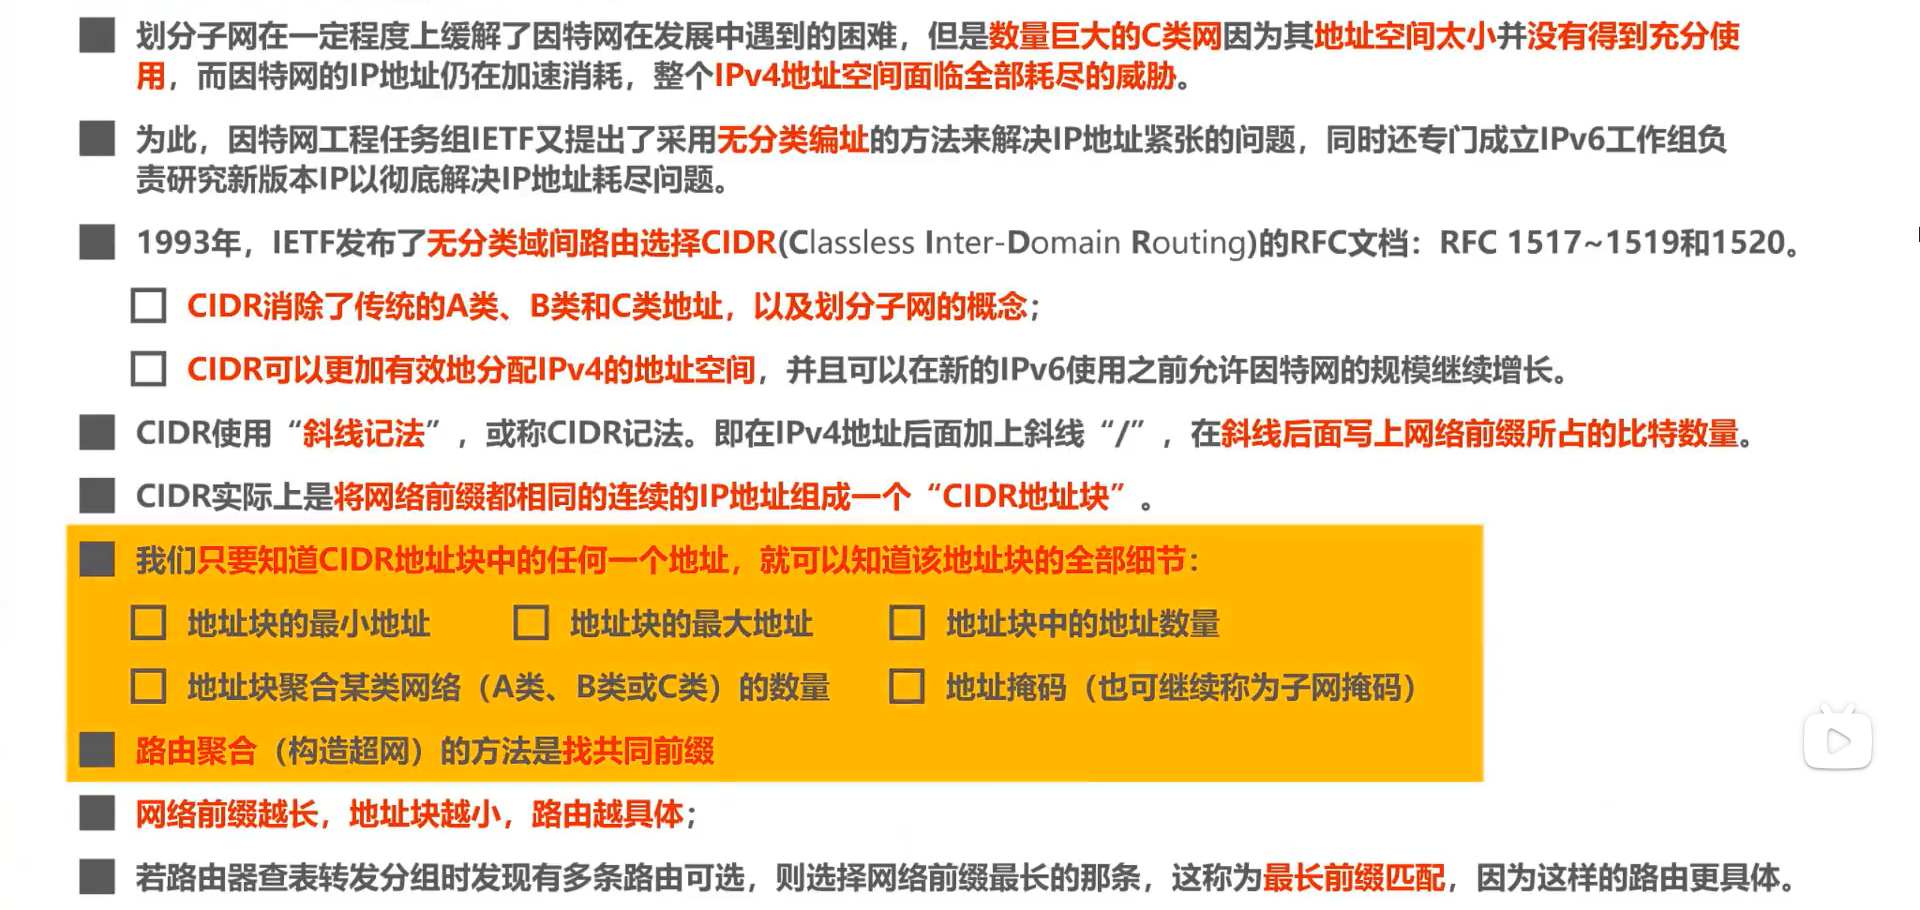 划分子网在一定程度上缓解了因特网在发展中遇到的困难，但是数量巨大的C类网因为其地址空间太小并没有得到充分使
用，而因特网的IP地址仍在加速消耗，整个IPv4地址空间面临全部耗尽的威胁。
为此，因特网工程任务组IETF又提出了采用无分类编址的方法来解决IP地址紧张的问题，同时还专门成立IPv6工作组负
责研究新版本IP以彻底解决IP地址耗尽问题。
1993年，IETF发布了无分类域间路由选择CIDR(Classless Inter-Domain Routing)的RFC文档：RFC 1517~1519和1520。
CIDR消除了传统的A类、B类和C类地址，以及划分子网的概念；
CIDR可以更加有效地分配IPv4的地址空间，并且可以在新的IPv6使用之前允许因特网的规模继续增长。
CIDR使用“斜线记法”，或称CIDR记法。即在IPv4地址后面加上斜线“/”，在斜线后面写上网络前缀所占的比特数量。
CIDR实际上是将网络前缀都相同的连续的IP地址组成一个“CIDR地址块”。
我们只要知道CIDR地址块中的任何一个地址，就可以知道该地址块的全部细节：
地址块的最小地址 地址块的最大地址 地址块中的地址数量
地址块聚合某类网络（A类、B类或C类）的数量 地址掩码（也可继续称为子网掩码）
路由聚合（构造超网）的方法是找共同前缀
网络前缀越长，地址块越小，路由越具体；
若路由器查表转发分组时发现有多条路由可选，则选择网络前缀最长的那条，这称为最长前缀匹配，因为这样的路由更具体。